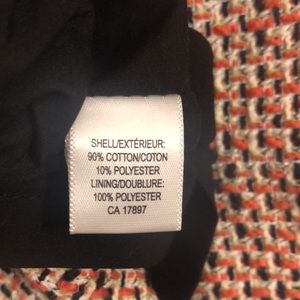 SHELL/EXTÉRIEUR:
90% COTTON/COTON
10% POLYESTER
LINING/DOUBLURE:
100% POLYESTER
CA 17897